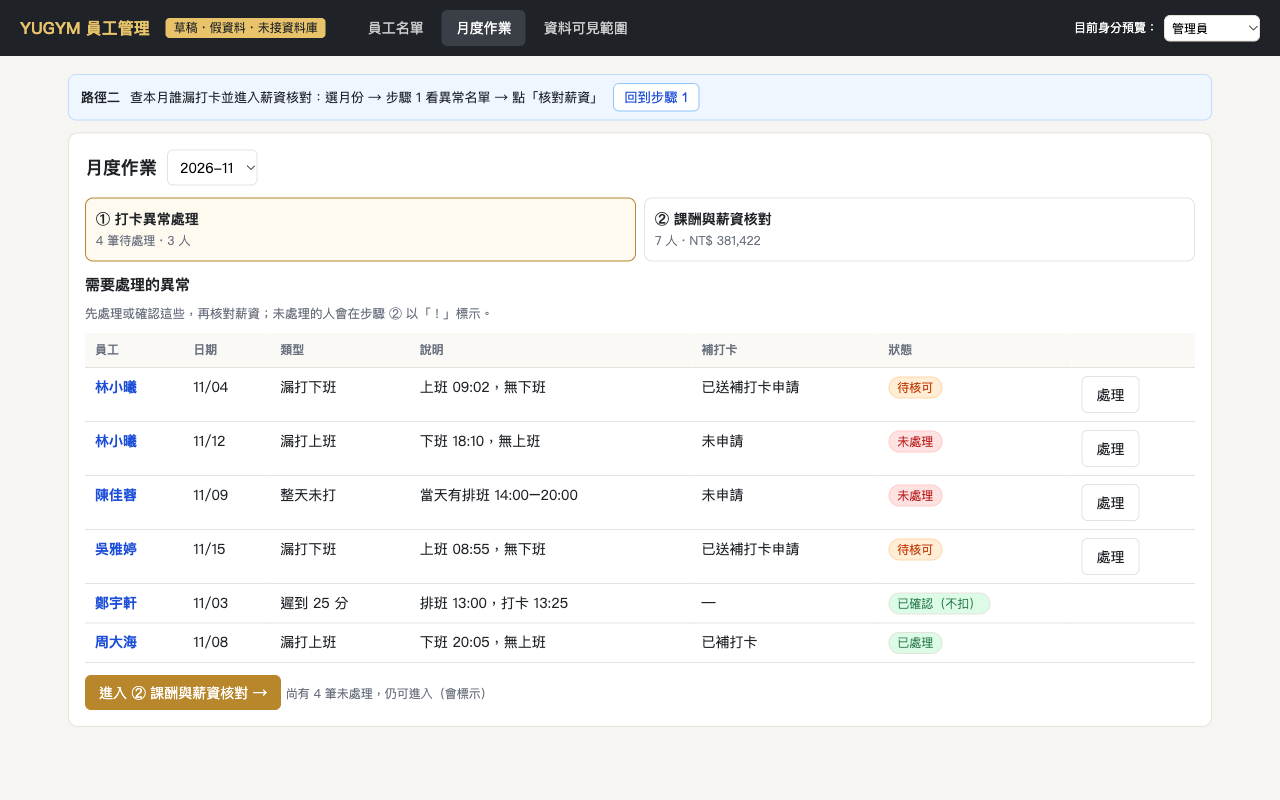 YUGYM 員工管理 草稿・假資料・未接資料庫 員工名單 月度作業 資料可見範圍 目前身分預覽： 管理員
路徑二 查本月誰漏打卡並進入薪資核對：選月份 → 步驟 1 看異常名單 → 點「核對薪資」 回到步驟 1
月度作業 2026-11
① 打卡異常處理
4 筆待處理・3 人
② 課酬與薪資核對
7 人・NT$ 381,422
需要處理的異常
先處理或確認這些，再核對薪資；未處理的人會在步驟 ② 以「！」標示。
員工 日期 類型 說明 補打卡 狀態
林小曦 11/04 漏打下班 上班 09:02，無下班 已送補打卡申請 待核可 處理
林小曦 11/12 漏打上班 下班 18:10，無上班 未申請 未處理 處理
陳佳蓉 11/09 整天未打 當天有排班 14:00–20:00 未申請 未處理 處理
吳雅婷 11/15 漏打下班 上班 08:55，無下班 已送補打卡申請 待核可 處理
鄭宇軒 11/03 遲到 25 分 排班 13:00，打卡 13:25 — 已確認（不扣）
周大海 11/08 漏打上班 下班 20:05，無上班 已補打卡 已處理
進入 ② 課酬與薪資核對 → 尚有 4 筆未處理，仍可進入（會標示）